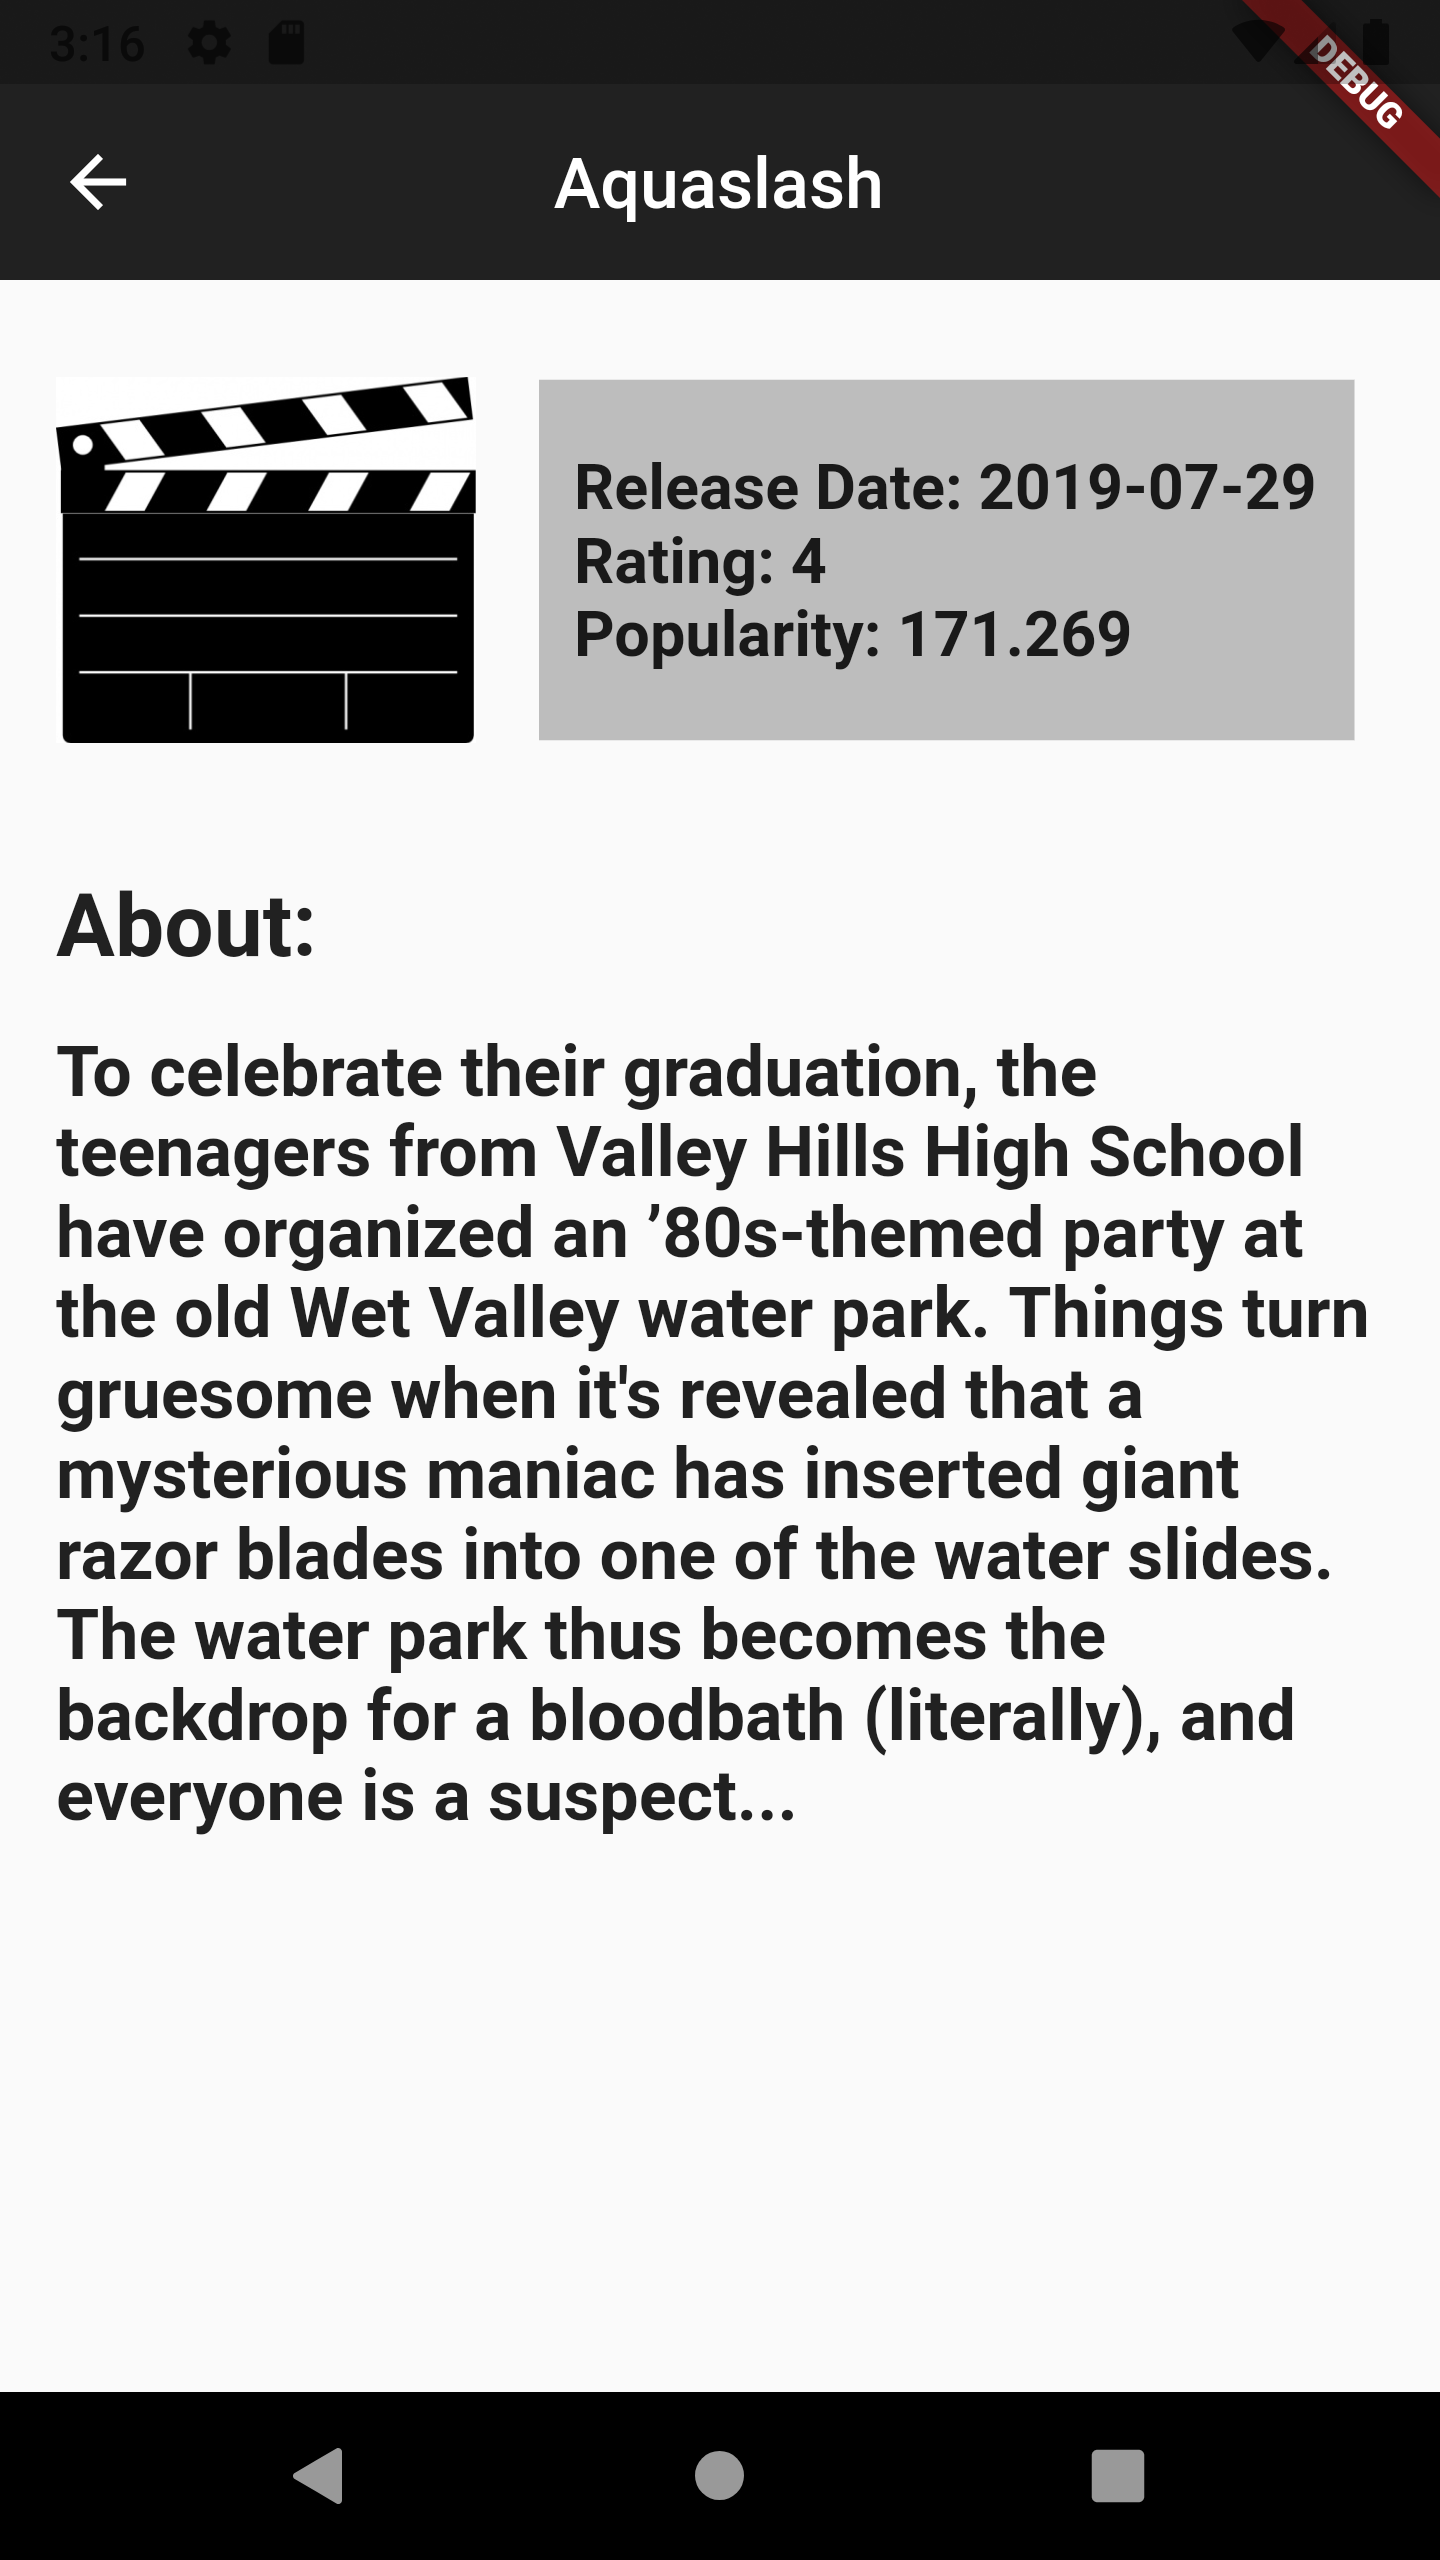 3:16
DEBUG
Aquaslash
Release Date: 2019-07-29
Rating: 4
Popularity: 171.269
About:
To celebrate their graduation, the
teenagers from Valley Hills High School
have organized an ’80s-themed party at
the old Wet Valley water park. Things turn
gruesome when it's revealed that a
mysterious maniac has inserted giant
razor blades into one of the water slides.
The water park thus becomes the
backdrop for a bloodbath (literally), and
everyone is a suspect...